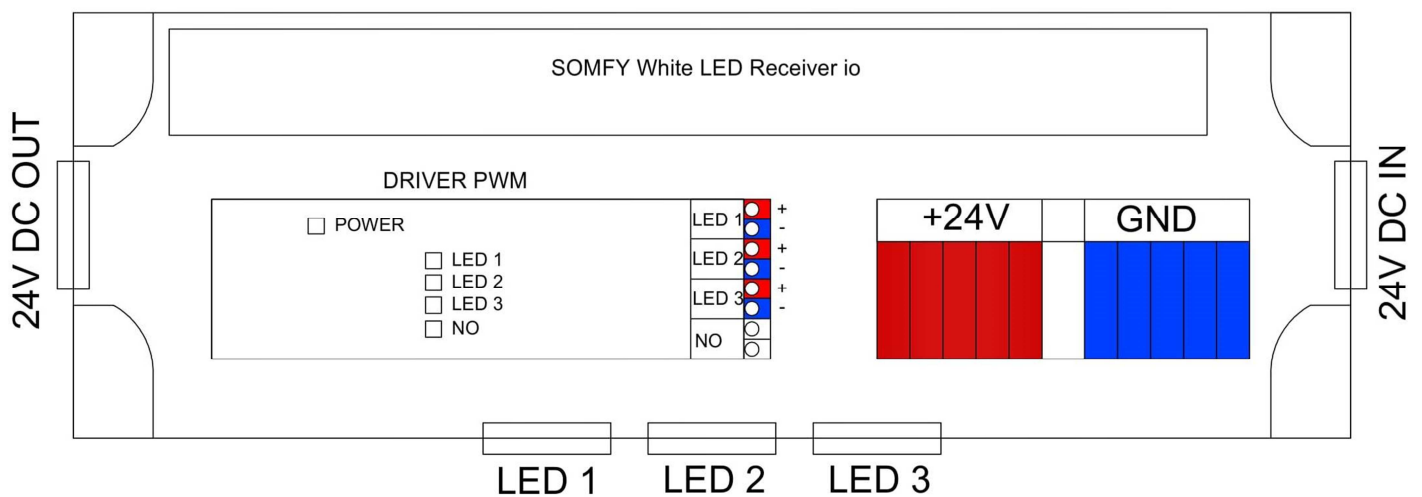 SOMFY White LED Receiver io
24V DC OUT
24V DC IN
DRIVER PWM
POWER
LED 1
LED 2
LED 3
NO
LED 1
+
-
LED 2
+
-
LED 3
+
-
NO
+24V
GND
LED 1
LED 2
LED 3